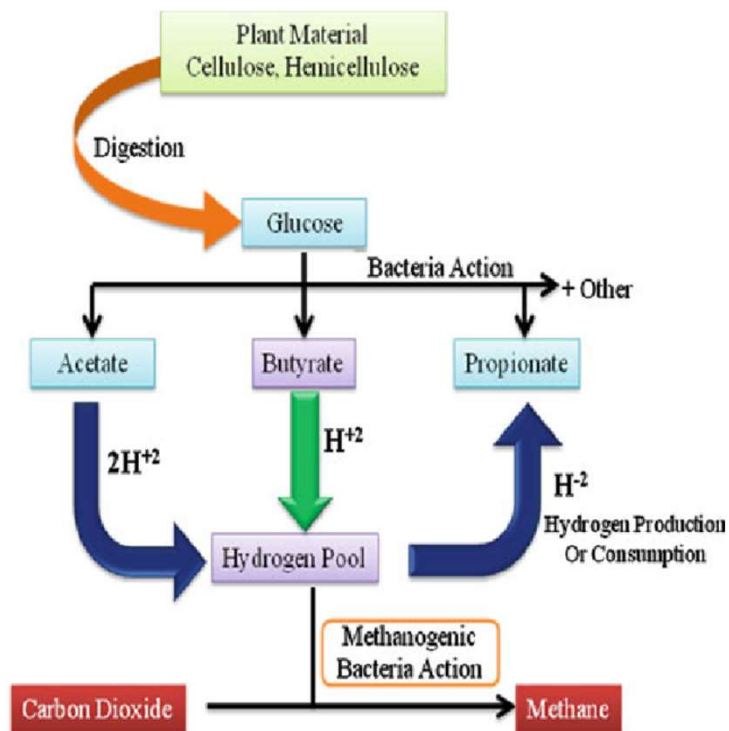 Plant Material
Cellulose, Hemicellulose
Digestion
Glucose
Bacteria Action
+ Other
Acetate
Butyrate
Propionate
2H+2
H+2
H-2
Hydrogen Production
Or Consumption
Hydrogen Pool
Methanogenic
Bacteria Action
Carbon Dioxide
Methane